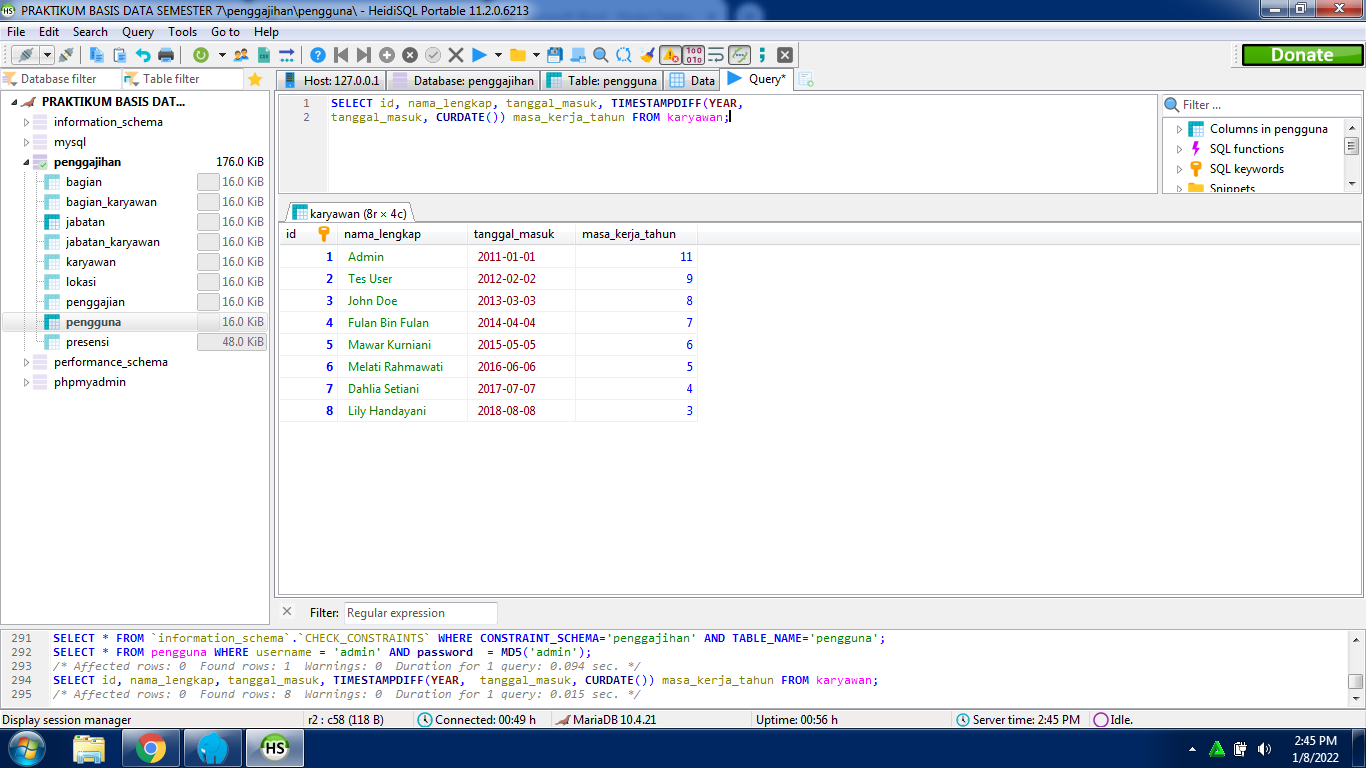 PRAKTIKUM BASIS DATA SEMESTER 7\penggajihan\pengguna\ - HeidiSQL Portable 11.2.0.6213
File Edit Search Query Tools Go to Help
Donate
Database filter Table filter
Host: 127.0.0.1 Database: penggajihan Table: pengguna Data Query*
PRAKTIKUM BASIS DAT...
information_schema
mysql
penggajihan 176.0 KiB
bagian 16.0 KiB
bagian_karyawan 16.0 KiB
jabatan 16.0 KiB
jabatan_karyawan 16.0 KiB
karyawan 16.0 KiB
lokasi 16.0 KiB
penggajian 16.0 KiB
pengguna 16.0 KiB
presensi 48.0 KiB
performance_schema
phpmyadmin
1 SELECT id, nama_lengkap, tanggal_masuk, TIMESTAMPDIFF(YEAR,
2 tanggal_masuk, CURDATE()) masa_kerja_tahun FROM karyawan;
Filter ...
Columns in pengguna
SQL functions
SQL keywords
Snippets
karyawan (8r × 4c)
id nama_lengkap tanggal_masuk masa_kerja_tahun
1 Admin 2011-01-01 11
2 Tes User 2012-02-02 9
3 John Doe 2013-03-03 8
4 Fulan Bin Fulan 2014-04-04 7
5 Mawar Kurniani 2015-05-05 6
6 Melati Rahmawati 2016-06-06 5
7 Dahlia Setiani 2017-07-07 4
8 Lily Handayani 2018-08-08 3
Filter: Regular expression
291 SELECT * FROM `information_schema`.`CHECK_CONSTRAINTS` WHERE CONSTRAINT_SCHEMA='penggajihan' AND TABLE_NAME='pengguna';
292 SELECT * FROM pengguna WHERE username = 'admin' AND password  = MD5('admin');
293 /* Affected rows: 0  Found rows: 1  Warnings: 0  Duration for 1 query: 0.094 sec. */
294 SELECT id, nama_lengkap, tanggal_masuk, TIMESTAMPDIFF(YEAR,  tanggal_masuk, CURDATE()) masa_kerja_tahun FROM karyawan;
295 /* Affected rows: 0  Found rows: 8  Warnings: 0  Duration for 1 query: 0.015 sec. */
Display session manager r2 : c58 (118 B) Connected: 00:49 h MariaDB 10.4.21 Uptime: 00:56 h Server time: 2:45 PM Idle.
HS
2:45 PM
1/8/2022